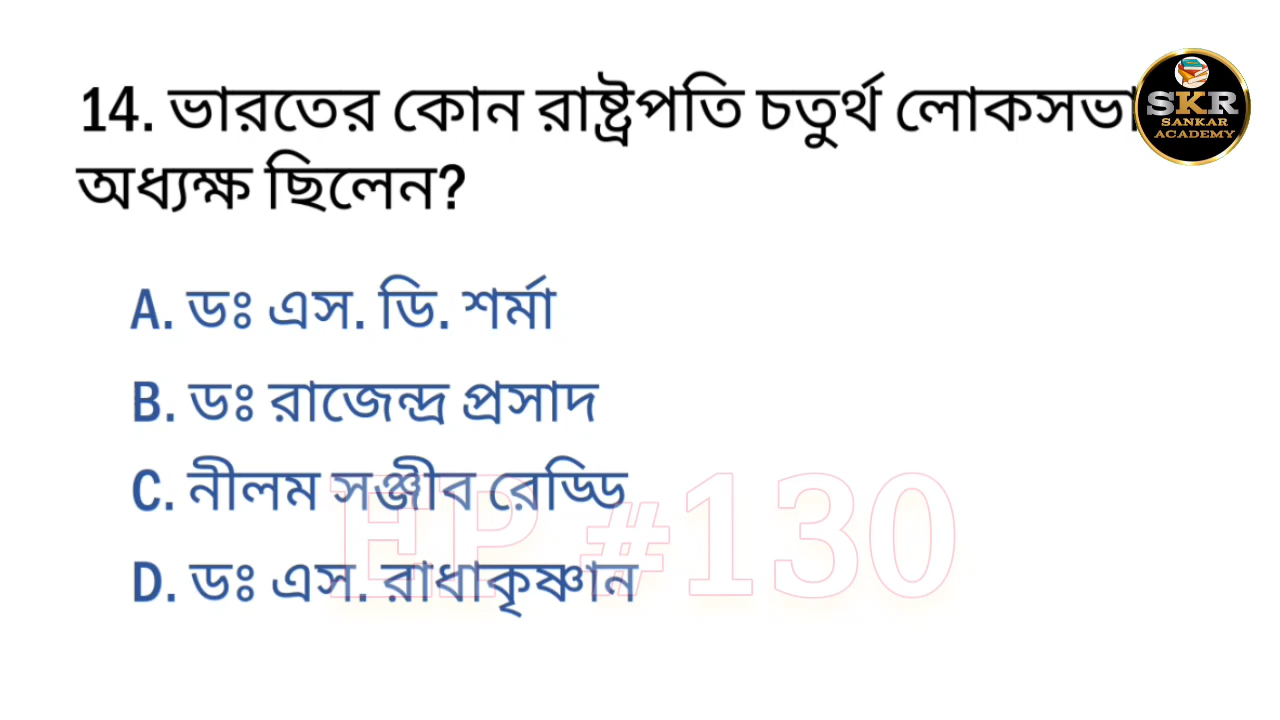 14. ভারতের কোন রাষ্ট্রপতি চতুর্থ লোকসভা
অধ্যক্ষ ছিলেন?
SKR
SANKAR
ACADEMY
A. ডঃ এস. ডি. শর্মা
B. ডঃ রাজেন্দ্র প্রসাদ
C. নীলম সঞ্জীব রেড্ডি
D. ডঃ এস. রাধাকৃষ্ণান
EP #130